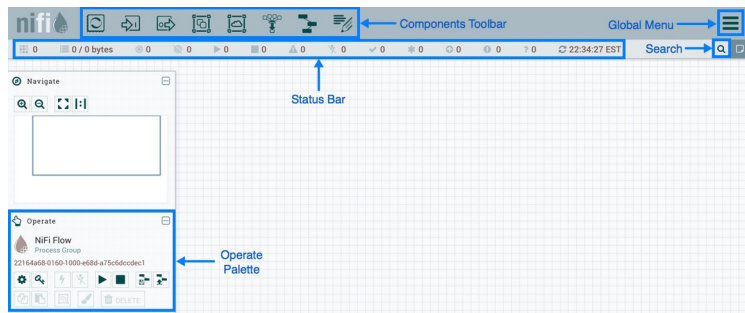 nifi
Components Toolbar
Global Menu
0
0 / 0 bytes
0
0
0
0
0
0
0
0
0
0
? 0
22:34:27 EST
Search
Status Bar
Navigate
Operate
NiFi Flow
Process Group
22164a68-0160-1000-e68d-a75c6dccdec1
DELETE
Operate
Palette